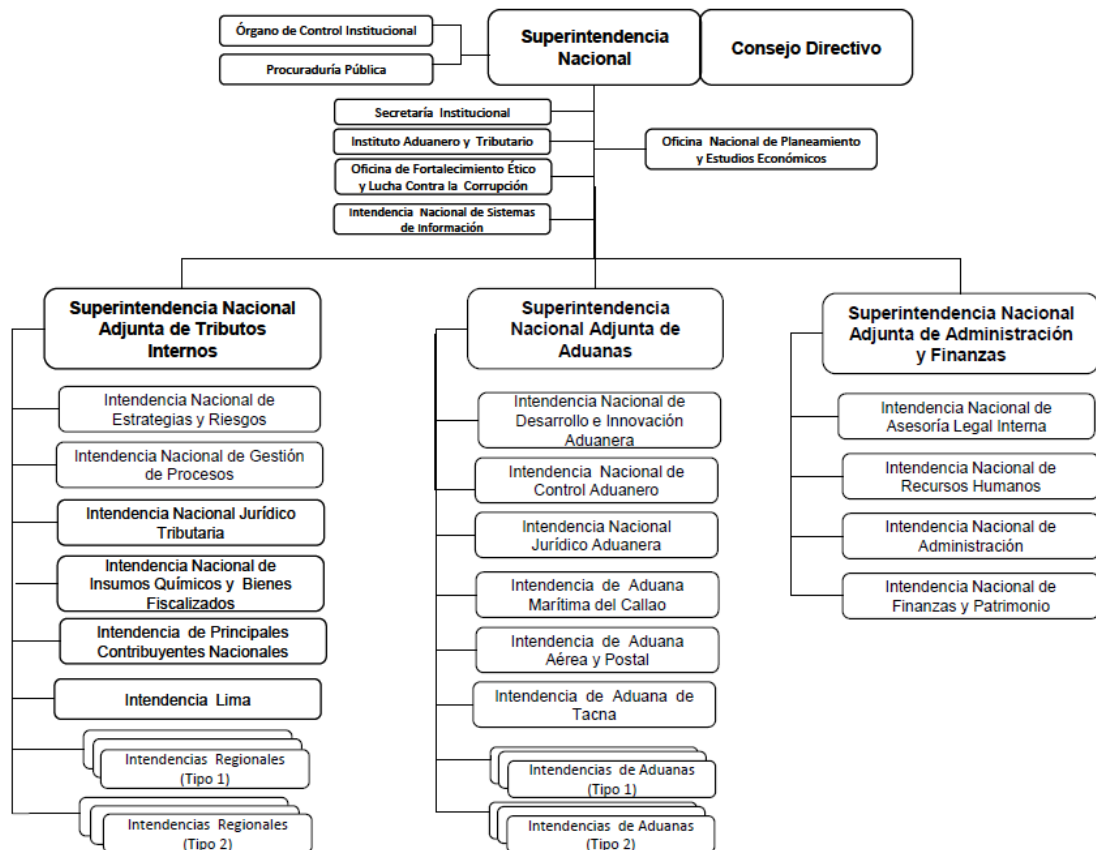 Órgano de Control Institucional
Procuraduría Pública
Superintendencia
Nacional
Consejo Directivo
Secretaría Institucional
Instituto Aduanero y Tributario
Oficina de Fortalecimiento Ético
y Lucha Contra la Corrupción
Intendencia Nacional de Sistemas
de Información
Oficina Nacional de Planeamiento
y Estudios Económicos
Superintendencia Nacional
Adjunta de Tributos
Internos
Intendencia Nacional de
Estrategias y Riesgos
Intendencia Nacional de Gestión
de Procesos
Intendencia Nacional Jurídico
Tributaria
Intendencia Nacional de
Insumos Químicos y Bienes
Fiscalizados
Intendencia de Principales
Contribuyentes Nacionales
Intendencia Lima
Intendencias Regionales
(Tipo 1)
Intendencias Regionales
(Tipo 2)
Superintendencia
Nacional Adjunta de
Aduanas
Intendencia Nacional de
Desarrollo e Innovación
Aduanera
Intendencia Nacional de
Control Aduanero
Intendencia Nacional
Jurídico Aduanera
Intendencia de Aduana
Marítima del Callao
Intendencia de Aduana
Aérea y Postal
Intendencia de Aduana de
Tacna
Intendencias de Aduanas
(Tipo 1)
Intendencias de Aduanas
(Tipo 2)
Superintendencia Nacional
Adjunta de Administración
y Finanzas
Intendencia Nacional de
Asesoría Legal Interna
Intendencia Nacional de
Recursos Humanos
Intendencia Nacional de
Administración
Intendencia Nacional de
Finanzas y Patrimonio